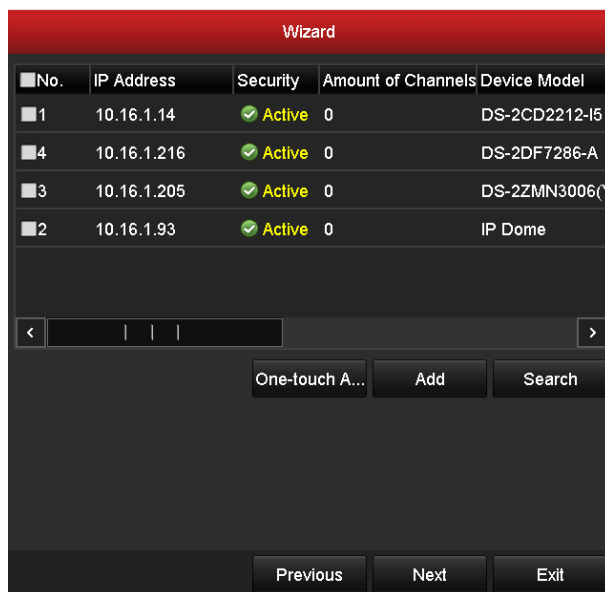 Wizard
No. IP Address Security Amount of Channels Device Model
1 10.16.1.14 Active 0 DS-2CD2212-I5
4 10.16.1.216 Active 0 DS-2DF7286-A
3 10.16.1.205 Active 0 DS-2ZMN3006(
2 10.16.1.93 Active 0 IP Dome
One-touch A... Add Search
Previous Next Exit